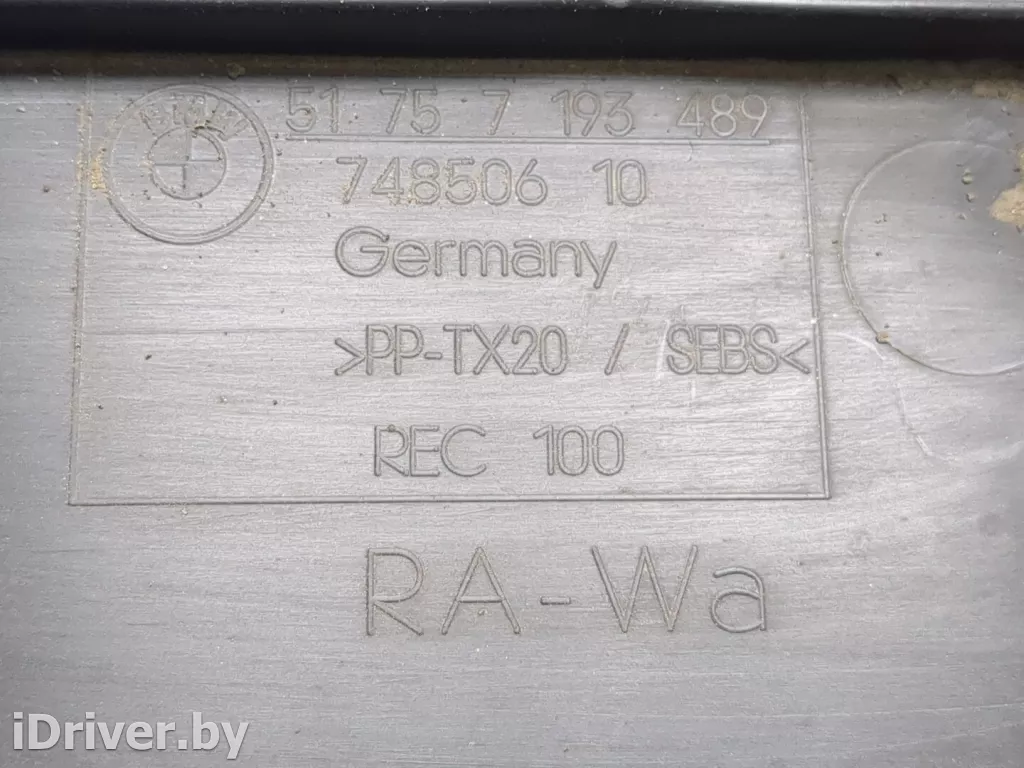 BMW
51 75 7 193 489
748506 10
Germany
>PP-TX20 / SEBS<
REC 100
RA-Wa
iDriver.by